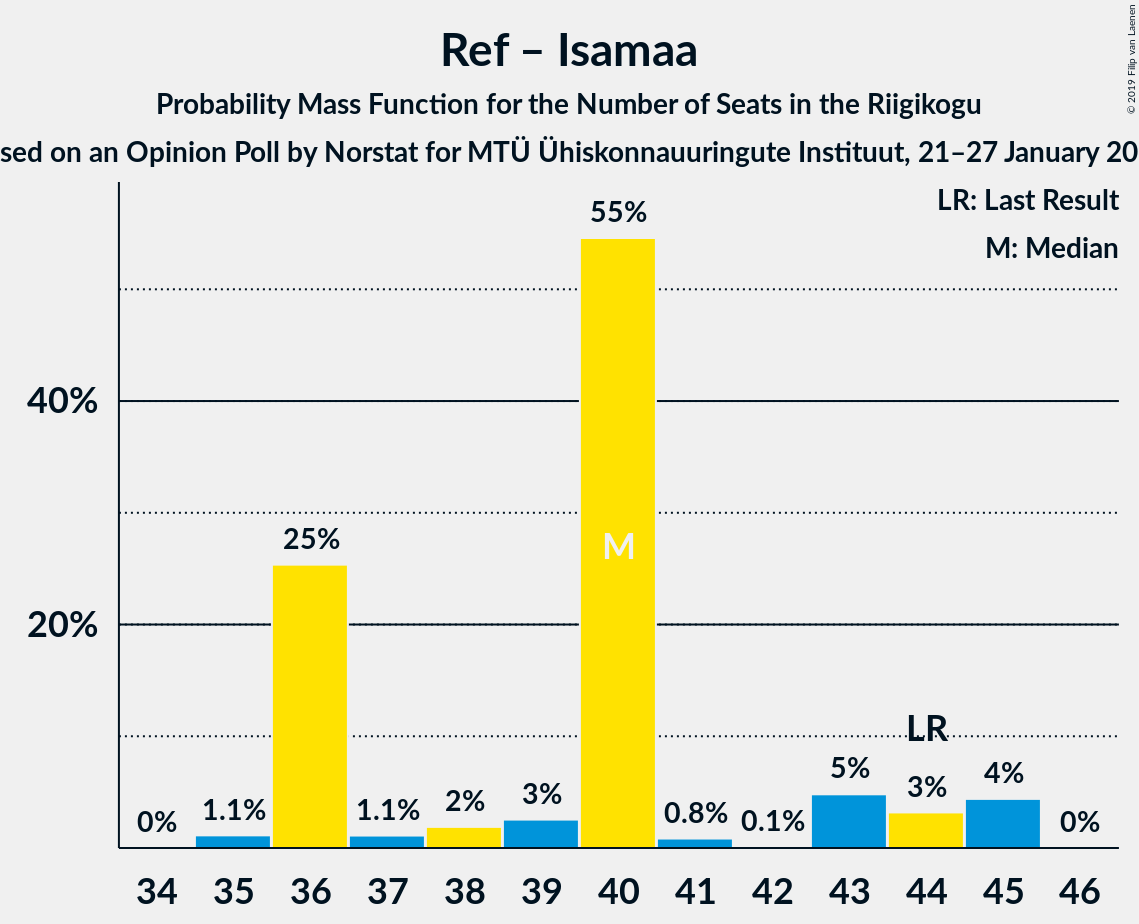 Ref – Isamaa
Probability Mass Function for the Number of Seats in the Riigikogu
sed on an Opinion Poll by Norstat for MTÜ Ühiskonnauuringute Instituut, 21–27 January 20
© 2019 Filip van Laenen
LR: Last Result
M: Median
55%
40%
25%
M
20%
LR
0% 1.1% 1.1% 2% 3% 0.8% 0.1% 5% 3% 4% 0%
34 35 36 37 38 39 40 41 42 43 44 45 46